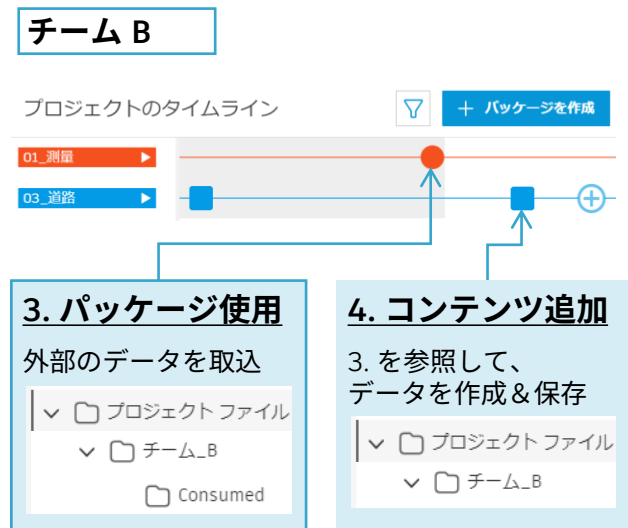 チーム B
プロジェクトのタイムライン
＋ パッケージを作成
01_測量
03_道路
3. パッケージ使用
外部のデータを取込
プロジェクト ファイル
チーム_B
Consumed
4. コンテンツ追加
3. を参照して、
データを作成＆保存
プロジェクト ファイル
チーム_B